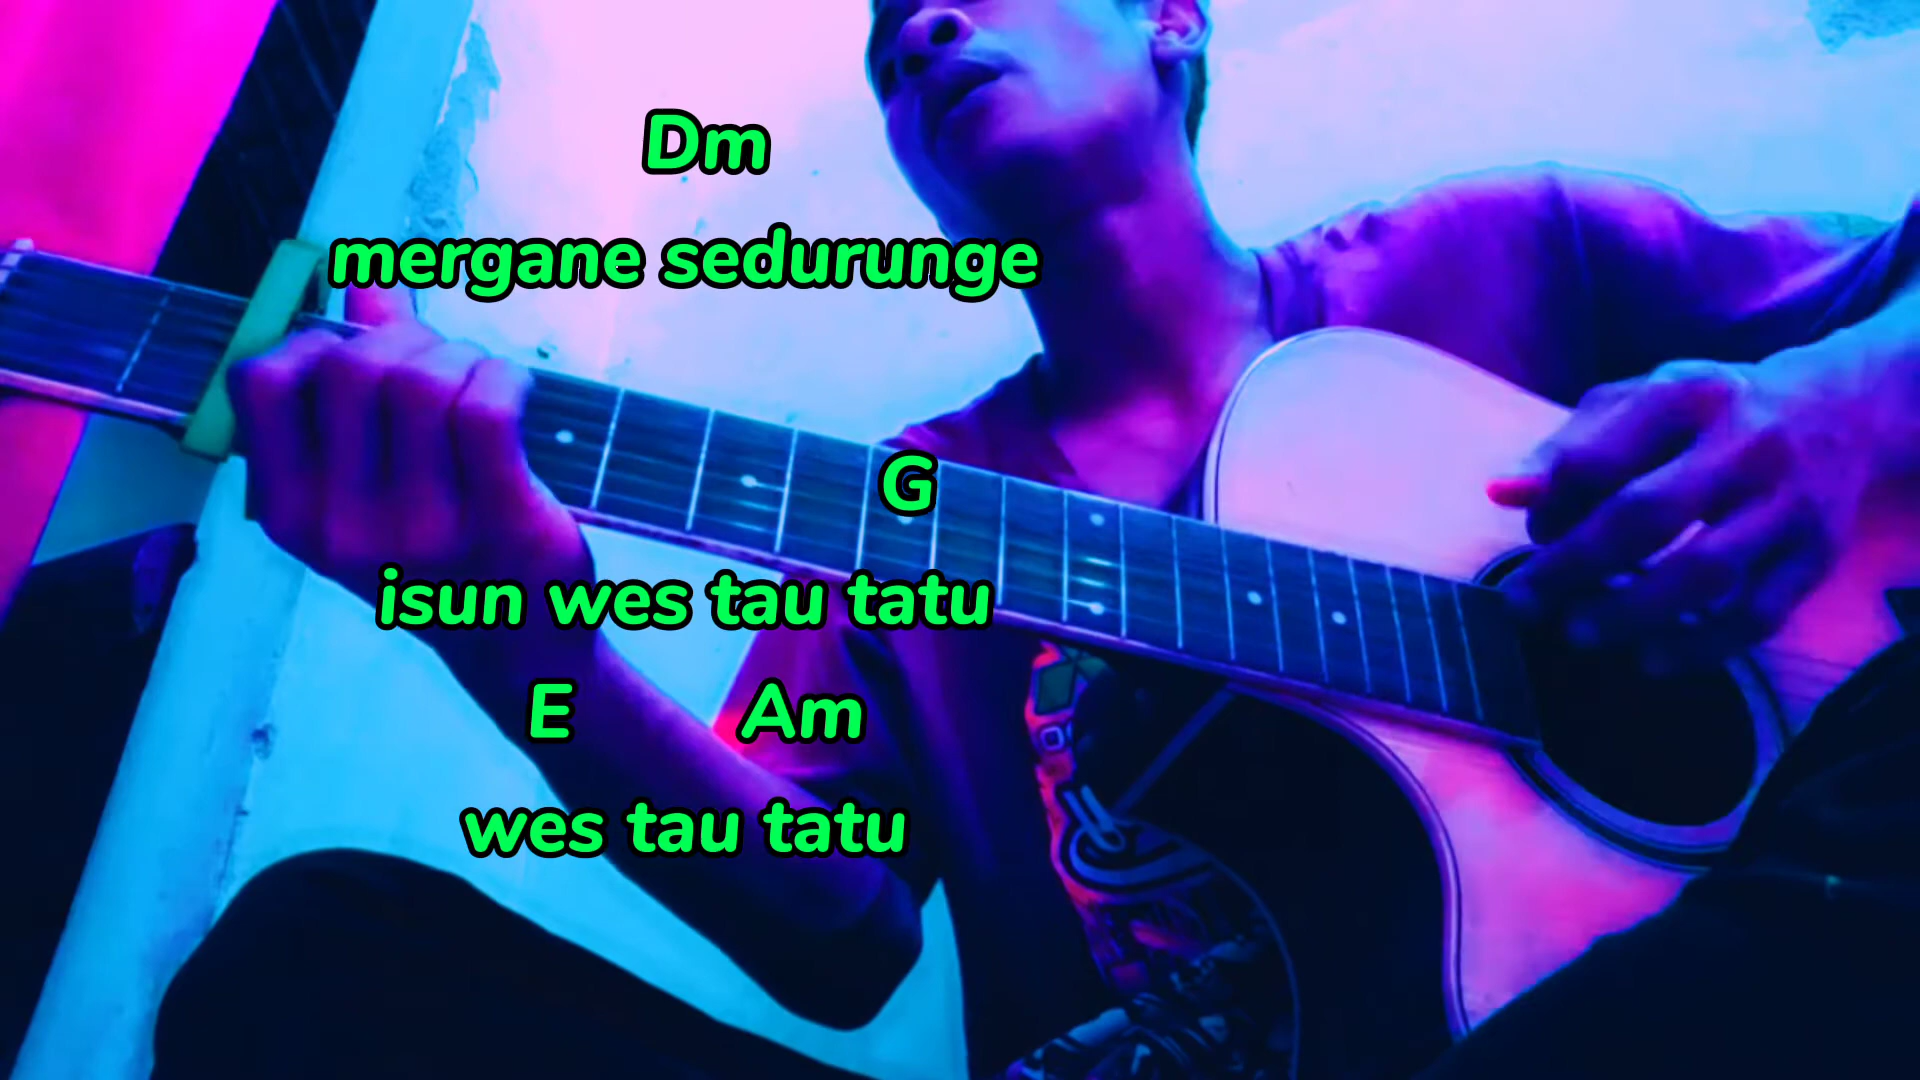 Dm
mergane sedurunge
G
isun wes tau tatu
E Am
wes tau tatu